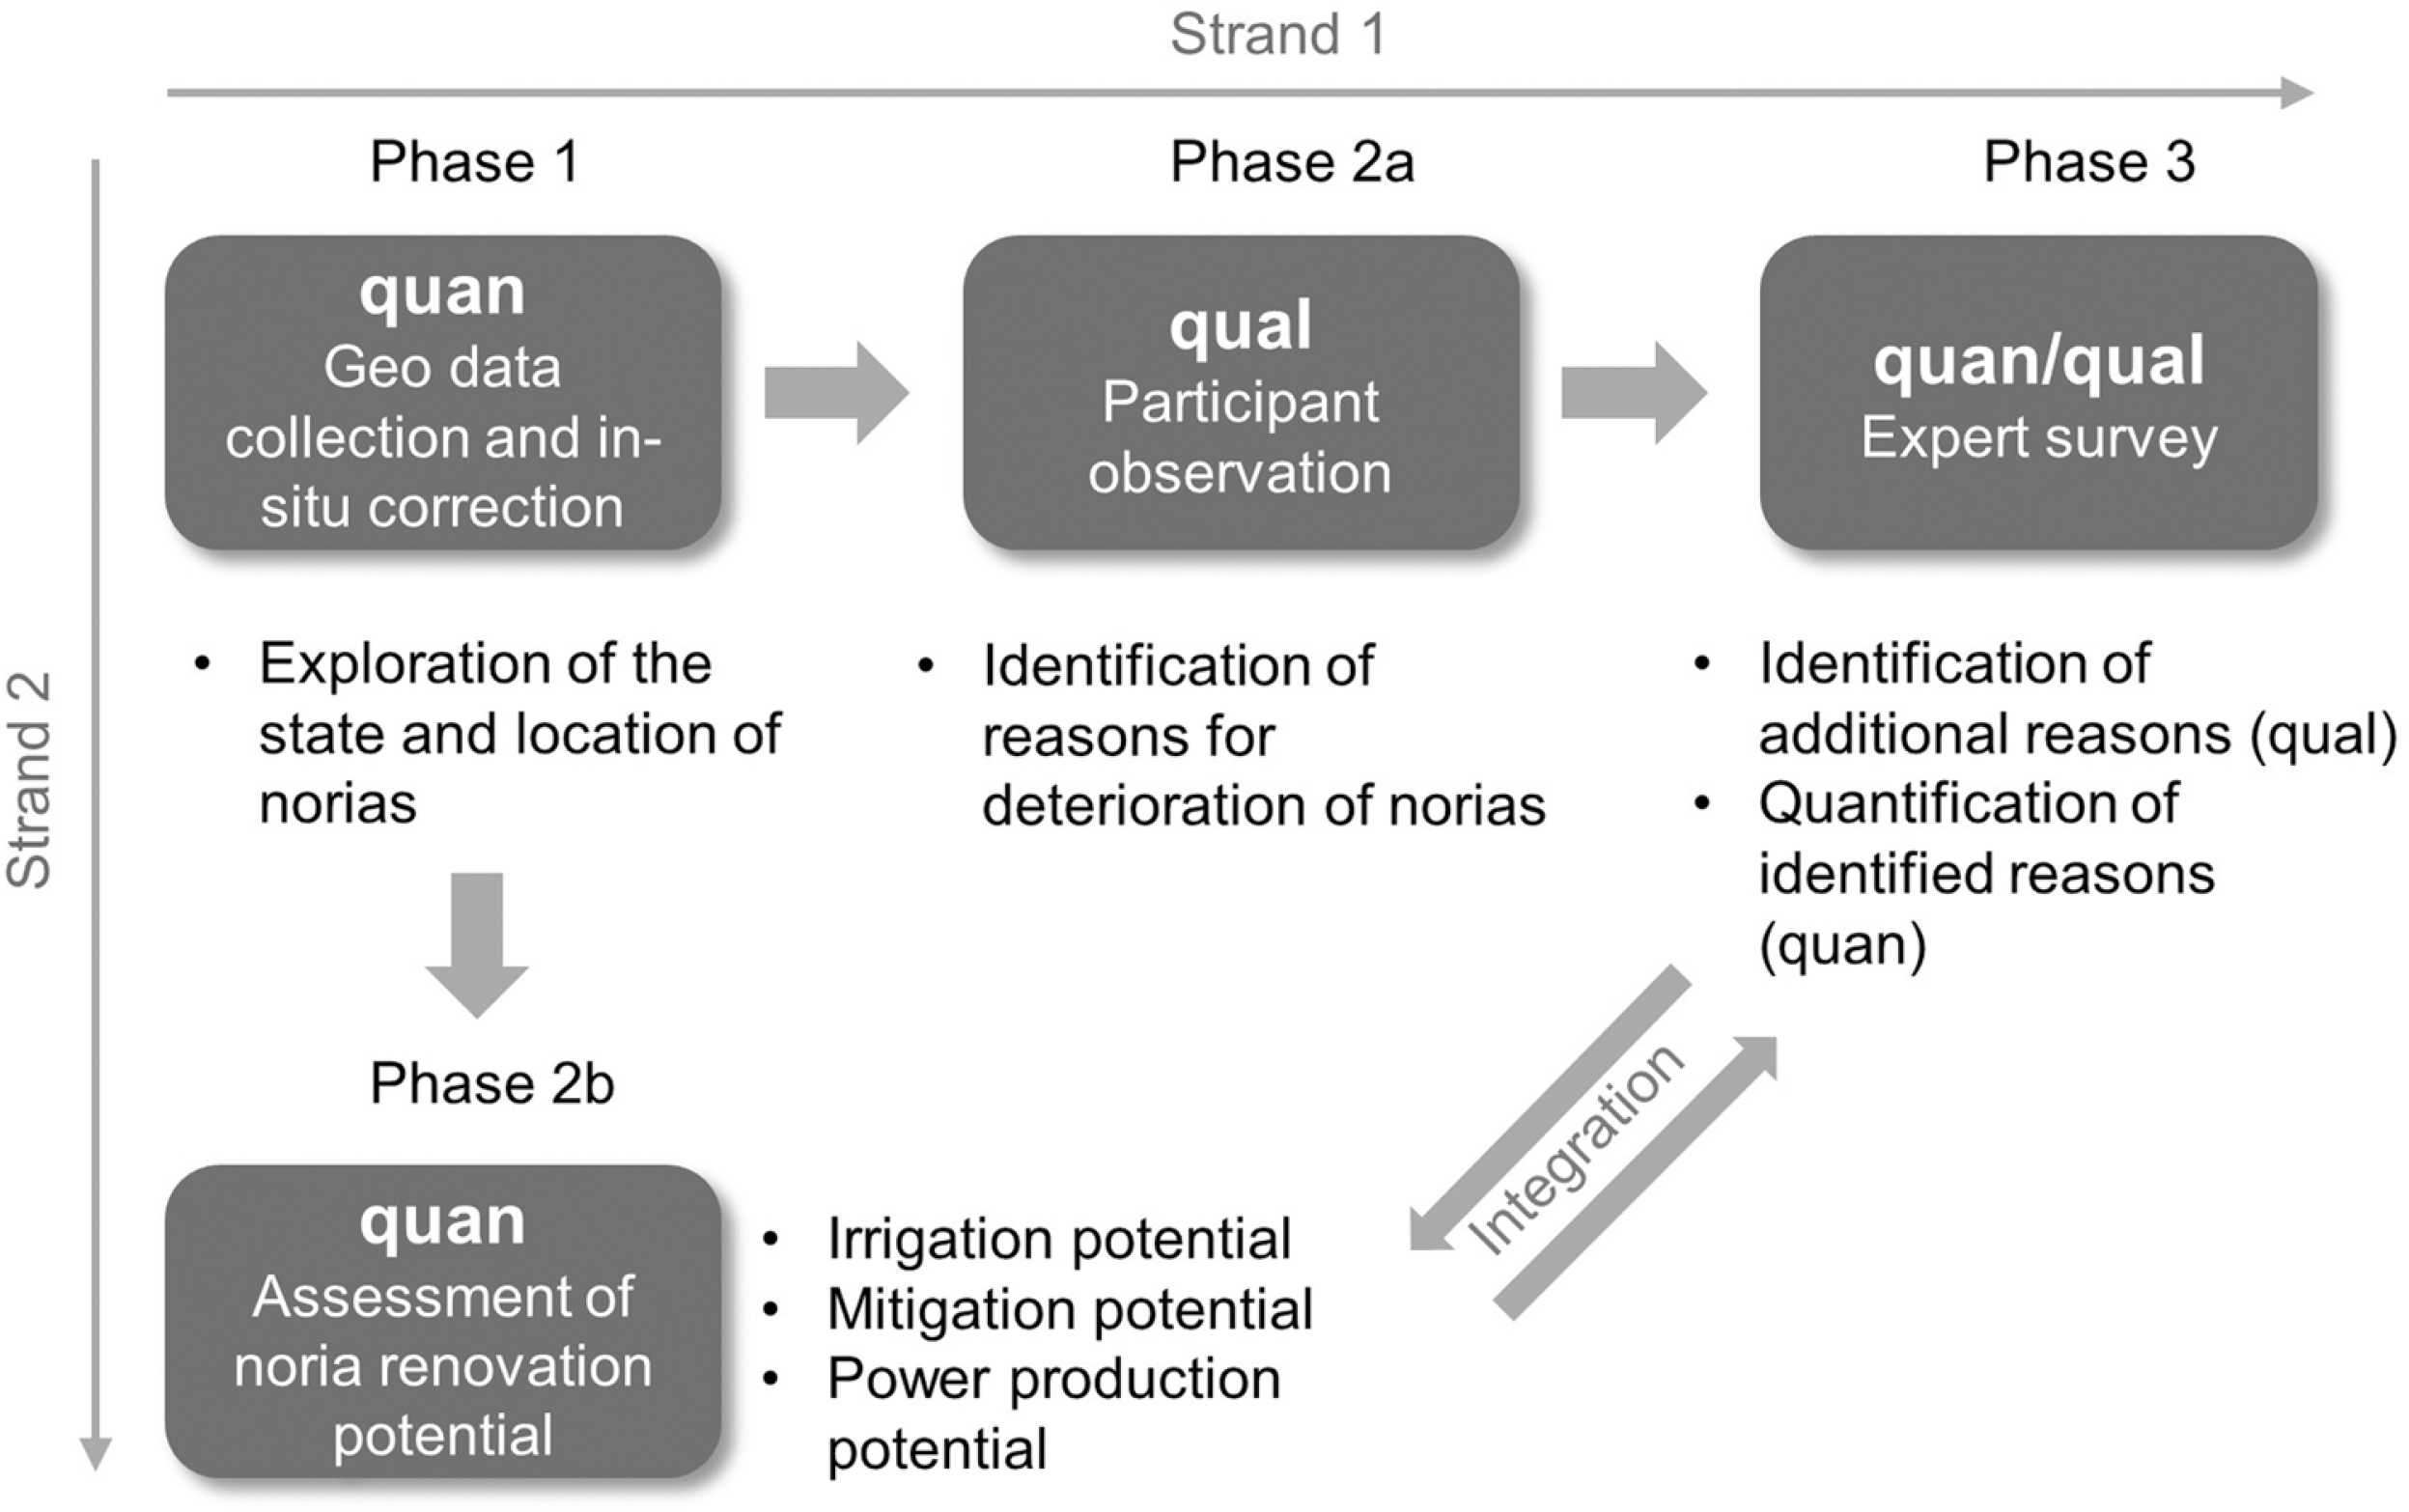 Strand 1
Phase 1
Phase 2a
Phase 3
quan
Geo data
collection and in-
situ correction
qual
Participant
observation
quan/qual
Expert survey
Strand 2
• Exploration of the
state and location of
norias
• Identification of
reasons for
deterioration of norias
• Identification of
additional reasons (qual)
• Quantification of
identified reasons
(quan)
Phase 2b
Integration
quan
Assessment of
noria renovation
potential
• Irrigation potential
• Mitigation potential
• Power production
potential